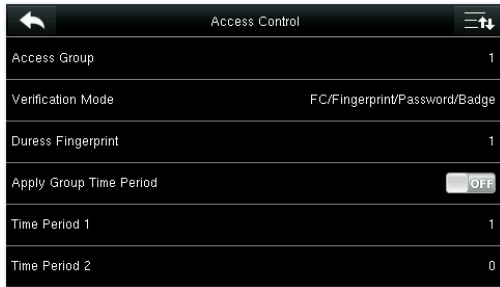 Access Control
Access Group 1
Verification Mode FC/Fingerprint/Password/Badge
Duress Fingerprint 1
Apply Group Time Period OFF
Time Period 1 1
Time Period 2 0